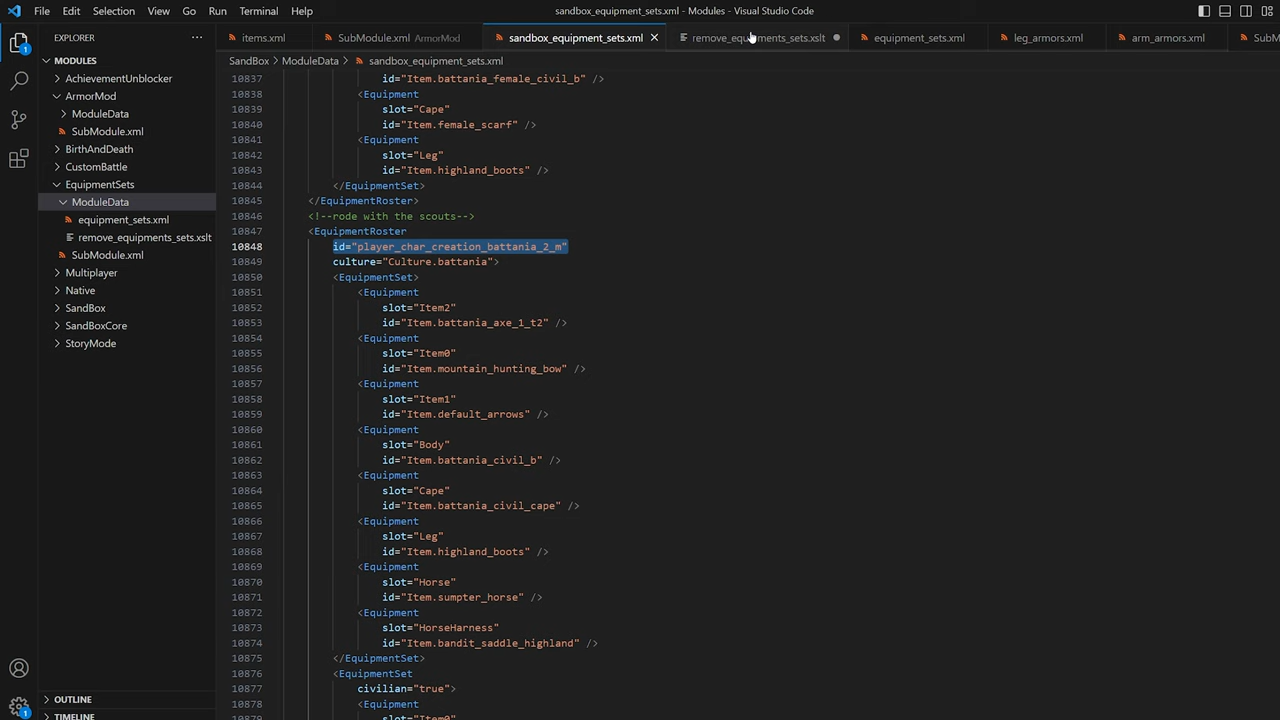 File Edit Selection View Go Run Terminal Help
sandbox_equipment_sets.xml - Modules - Visual Studio Code
EXPLORER
items.xml
SubModule.xml ArmorMod
sandbox_equipment_sets.xml
remove_equipments_sets.xslt
equipment_sets.xml
leg_armors.xml
arm_armors.xml
SubM
SandBox > ModuleData > sandbox_equipment_sets.xml
MODULES
AchievementUnblocker
ArmorMod
ModuleData
SubModule.xml
BirthAndDeath
CustomBattle
EquipmentSets
ModuleData
equipment_sets.xml
remove_equipments_sets.xslt
SubModule.xml
Multiplayer
Native
SandBox
SandBoxCore
StoryMode
OUTLINE
TIMELINE
1
1
10837 id="Item.battania_female_civil_b" />
10838 <Equipment
10839 slot="Cape"
10840 id="Item.female_scarf" />
10841 <Equipment
10842 slot="Leg"
10843 id="Item.highland_boots" />
10844 </EquipmentSet>
10845 </EquipmentRoster>
10846 <!--rode with the scouts-->
10847 <EquipmentRoster
10848 id="player_char_creation_battania_2_m"
10849 culture="Culture.battania">
10850 <EquipmentSet>
10851 <Equipment
10852 slot="Item2"
10853 id="Item.battania_axe_1_t2" />
10854 <Equipment
10855 slot="Item0"
10856 id="Item.mountain_hunting_bow" />
10857 <Equipment
10858 slot="Item1"
10859 id="Item.default_arrows" />
10860 <Equipment
10861 slot="Body"
10862 id="Item.battania_civil_b" />
10863 <Equipment
10864 slot="Cape"
10865 id="Item.battania_civil_cape" />
10866 <Equipment
10867 slot="Leg"
10868 id="Item.highland_boots" />
10869 <Equipment
10870 slot="Horse"
10871 id="Item.sumpter_horse" />
10872 <Equipment
10873 slot="HorseHarness"
10874 id="Item.bandit_saddle_highland" />
10875 </EquipmentSet>
10876 <EquipmentSet
10877 civilian="true">
10878 <Equipment
10879 slot="Item0"